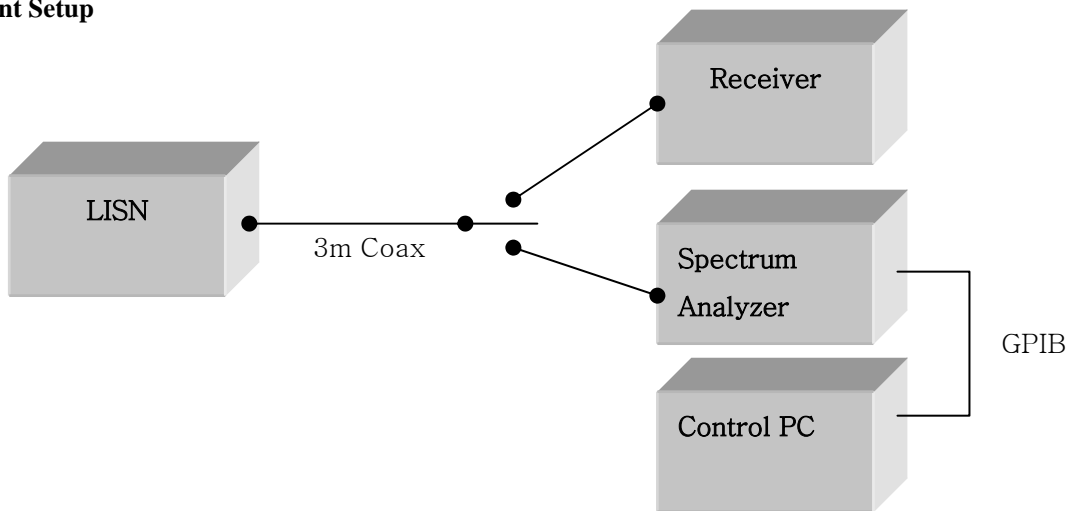 nt Setup
Receiver
LISN
3m Coax
Spectrum
Analyzer
GPIB
Control PC